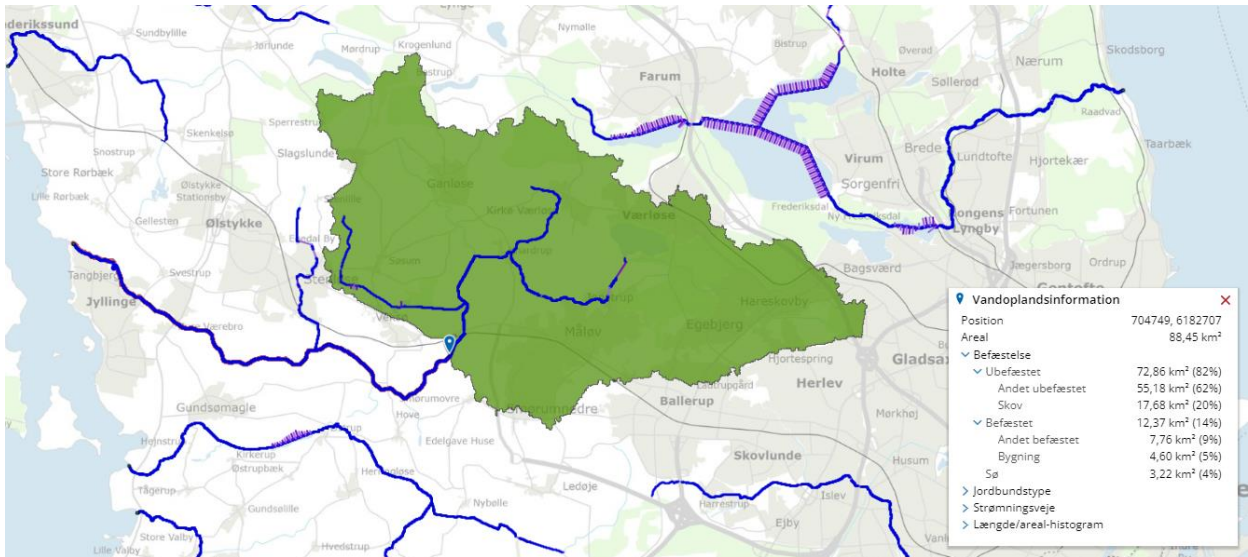 Lynge
Nymølle
Bistrup
Skodsborg
Sundbylille
Jørlunde
Krogenlund
Mørdrup
Bastrup
Farum
Holte
Øverød
Nærum
Søllerød
Sperrestrup
Skenkelsø
Slagslunde
Snostrup
Store Rørbæk
Lille Rørbæk
Ølstykke
Stationsby
Gellesten
Ølstykke
Ganløse
Kirke Værløse
Værløse
Virum
Brede
Lundtofte
Raadvad
Hjortekær
Taarbæk
Sorgenfri
Frederiksdal
Fortunen
Lyngby
Jægersborg
Ordrup
Bagsværd
Søsum
Veksø
Svestrup
Tangbjerg
Jyllinge
Måløv
Egebjerg
Hareskovby
Hjortespring
Herlev
Ballerup
Mørkhøj
Husum
Skovlunde
Gundsømagle
Hove
Edelgave Huse
Hejnstrup
Kirkerup
Østrupbæk
Tågerup
Gundsølille
Store Valby
Lille Valby
Hvedstrup
Nybølle
Ledøje
Harrestrup
Islev
Ejby
Vandoplandsinformation
Position 704749, 6182707
Areal 88,45 km²
Befæstelse
Ubefæstet 72,86 km² (82%)
Andet ubefæstet 55,18 km² (62%)
Skov 17,68 km² (20%)
Befæstet 12,37 km² (14%)
Andet befæstet 7,76 km² (9%)
Bygning 4,60 km² (5%)
Sø 3,22 km² (4%)
Jordbundstype
Strømningsveje
Længde/areal-histogram